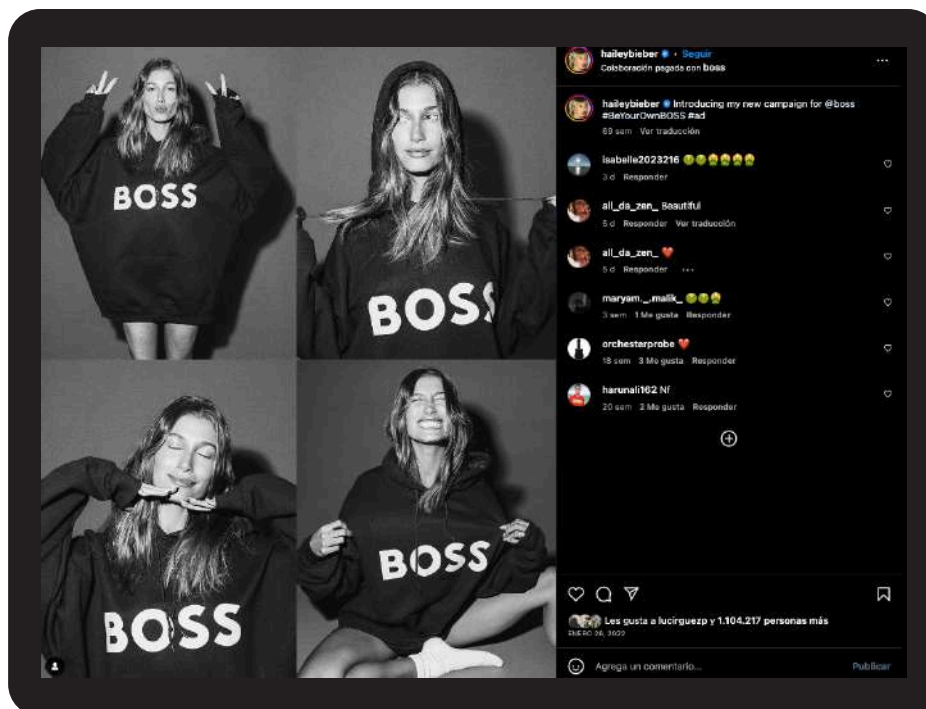 BOSS
BOSS
BOSS
BOSS
haileybieber • Seguir
Colaboración pagada con boss
haileybieber Introducing my new campaign for @boss
#BeYourOwnBOSS #ad
69 sem Ver traducción
isabelle2023216 🤢🤢🤮🤮🤮🤮
3 d Responder
all_da_zen_ Beautiful
5 d Responder Ver traducción
all_da_zen_ ❤️
5 d Responder ...
maryam._.malik_ 🤢🤢🤮
3 sem 1 Me gusta Responder
orchesterprobe ❤️
18 sem 3 Me gusta Responder
harunali162 Nf
20 sem 2 Me gusta Responder
Les gusta a lucirguezp y 1.104.217 personas más
ENERO 26, 2022
Agrega un comentario...
Publicar